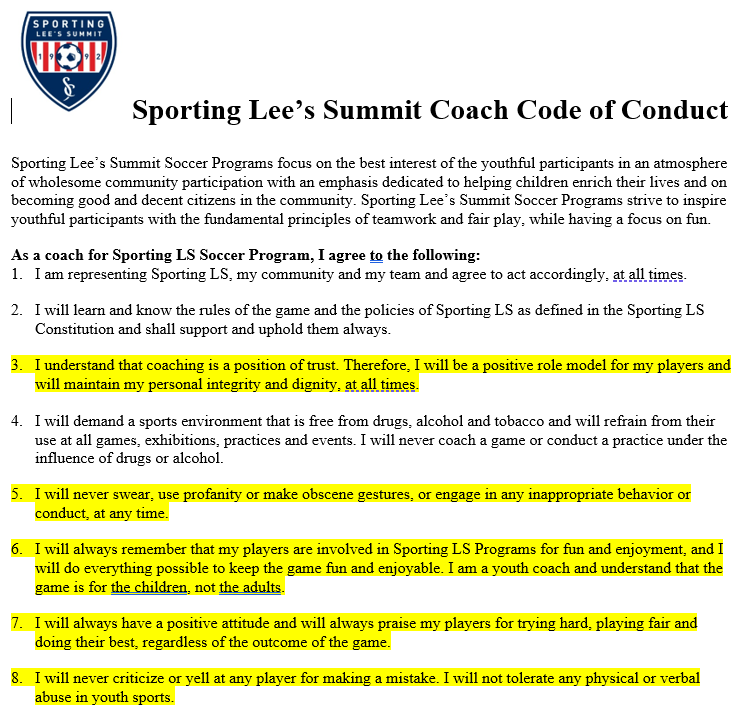 SPORTING
LEE'S SUMMIT
1 9 9 2
Sporting Lee's Summit Coach Code of Conduct
Sporting Lee's Summit Soccer Programs focus on the best interest of the youthful participants in an atmosphere
of wholesome community participation with an emphasis dedicated to helping children enrich their lives and on
becoming good and decent citizens in the community. Sporting Lee's Summit Soccer Programs strive to inspire
youthful participants with the fundamental principles of teamwork and fair play, while having a focus on fun.
As a coach for Sporting LS Soccer Program, I agree to the following:
1. I am representing Sporting LS, my community and my team and agree to act accordingly, at all times.
2. I will learn and know the rules of the game and the policies of Sporting LS as defined in the Sporting LS
Constitution and shall support and uphold them always.
3. I understand that coaching is a position of trust. Therefore, I will be a positive role model for my players and
will maintain my personal integrity and dignity, at all times.
4. I will demand a sports environment that is free from drugs, alcohol and tobacco and will refrain from their
use at all games, exhibitions, practices and events. I will never coach a game or conduct a practice under the
influence of drugs or alcohol.
5. I will never swear, use profanity or make obscene gestures, or engage in any inappropriate behavior or
conduct, at any time.
6. I will always remember that my players are involved in Sporting LS Programs for fun and enjoyment, and I
will do everything possible to keep the game fun and enjoyable. I am a youth coach and understand that the
game is for the children, not the adults.
7. I will always have a positive attitude and will always praise my players for trying hard, playing fair and
doing their best, regardless of the outcome of the game.
8. I will never criticize or yell at any player for making a mistake. I will not tolerate any physical or verbal
abuse in youth sports.